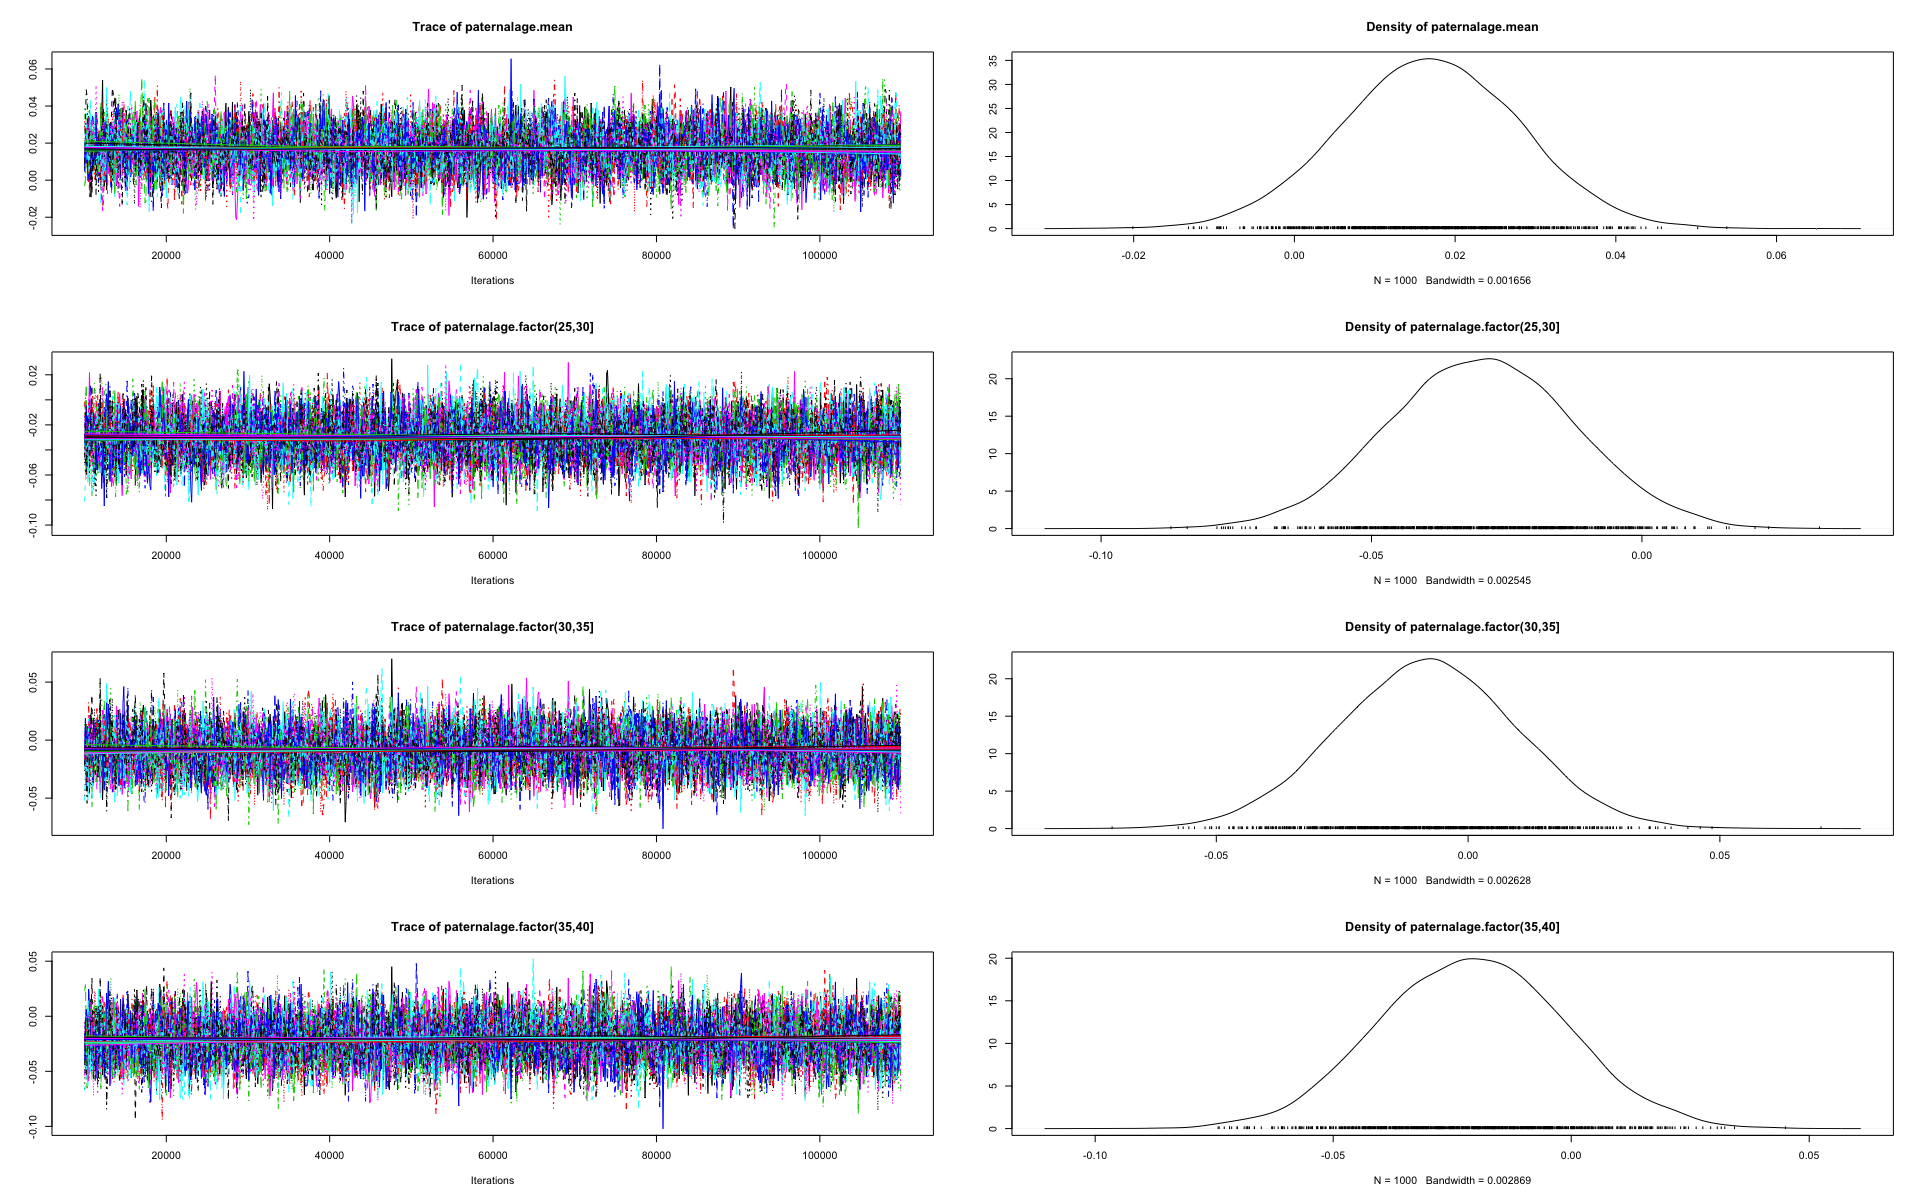 Trace of paternalage.mean
0.06
0.04
0.02
0.00
-0.02
20000 40000 60000 80000 100000
Iterations
Density of paternalage.mean
35
30
25
20
15
10
5
0
-0.02 0.00 0.02 0.04 0.06
N = 1000 Bandwidth = 0.001656
Trace of paternalage.factor(25,30]
0.02
-0.02
-0.06
-0.10
20000 40000 60000 80000 100000
Iterations
Density of paternalage.factor(25,30]
20
15
10
5
0
-0.10 -0.05 0.00
N = 1000 Bandwidth = 0.002545
Trace of paternalage.factor(30,35]
0.05
0.00
-0.05
20000 40000 60000 80000 100000
Iterations
Density of paternalage.factor(30,35]
20
15
10
5
0
-0.05 0.00 0.05
N = 1000 Bandwidth = 0.002628
Trace of paternalage.factor(35,40]
0.05
0.00
-0.05
-0.10
20000 40000 60000 80000 100000
Iterations
Density of paternalage.factor(35,40]
20
15
10
5
0
-0.10 -0.05 0.00 0.05
N = 1000 Bandwidth = 0.002869